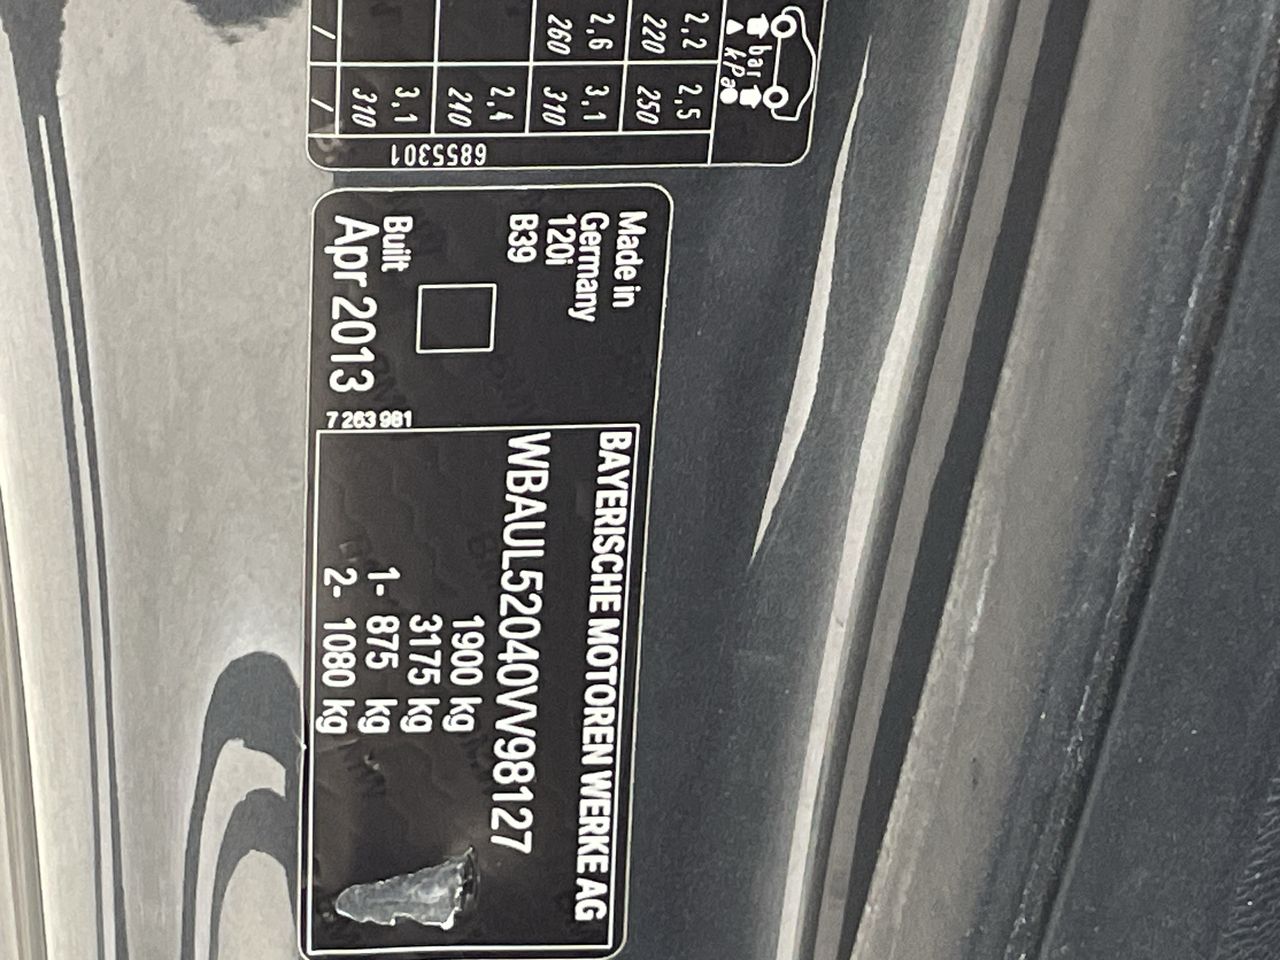 bar
kPa
2,2 2,5
220 250
2,6 3,1
260 310
2,4
240
3,1
310
/ /
6855301
Made in
Germany
120i
B39
Built
Apr 2013
7 263 981
BAYERISCHE MOTOREN WERKE AG
WBAUL52040VV98127
1900 kg
3175 kg
1- 875 kg
2- 1080 kg